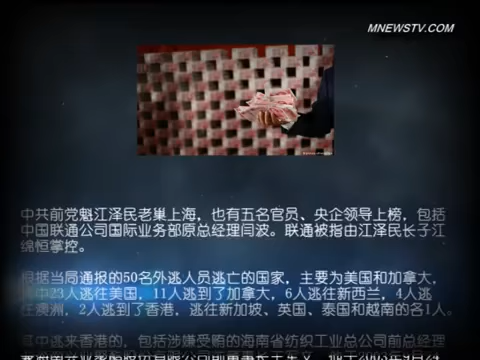 MNEWSTV.COM
中共前党魁江泽民老巢上海，也有五名官员、央企领导上榜，包括
中国联通公司国际业务部原总经理闫波。联通被指由江泽民长子江
绵恒掌控。
根据当局通报的50名外逃人员逃亡的国家，主要为美国和加拿大，
其中23人逃往美国，11人逃到了加拿大，6人逃往新西兰，4人逃
往澳洲，2人逃到了香港，逃往新加坡、英国、泰国和越南的各1人。
其中逃来香港的，包括涉嫌受贿的海南省纺织工业总公司前总经理